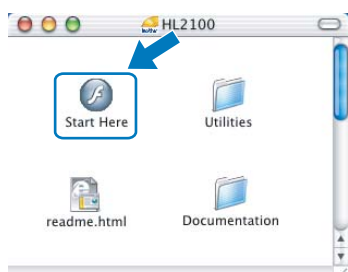 HL2100
Start Here
Utilities
readme.html
Documentation